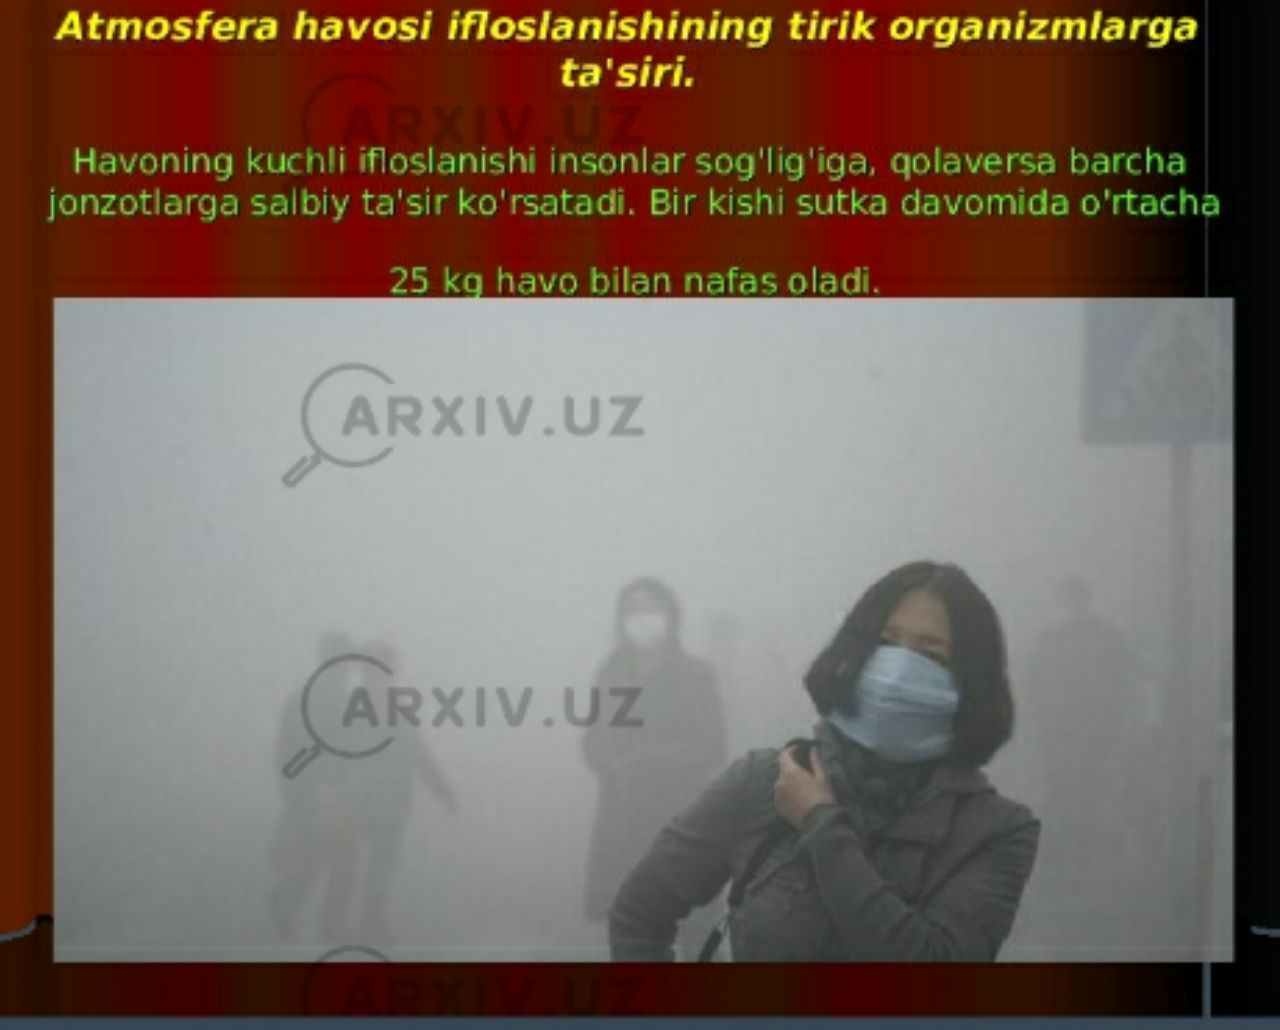 Atmosfera havosi ifloslanishining tirik organizmlarga
ta'siri.
ARXIV.UZ
Havoning kuchli ifloslanishi insonlar sog'lig'iga, qolaversa barcha
jonzotlarga salbiy ta'sir ko'rsatadi. Bir kishi sutka davomida o'rtacha
25 kg havo bilan nafas oladi.
ARXIV.UZ
ARXIV.UZ
ARXIV.UZ